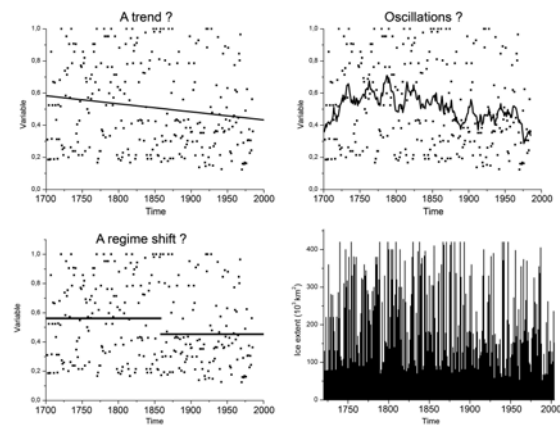 A trend ?
1,0
0,8
0,6
0,4
0,2
0,0
Variable
1700 1750 1800 1850 1900 1950 2000
Time
Oscillations ?
1,0
0,8
0,6
0,4
0,2
0,0
Variable
1700 1750 1800 1850 1900 1950 2000
Time
A regime shift ?
1,0
0,8
0,6
0,4
0,2
0,0
Variable
1700 1750 1800 1850 1900 1950 2000
Time
400
300
200
100
0
Ice extent (10³ km²)
1750 1800 1850 1900 1950 2000
Time